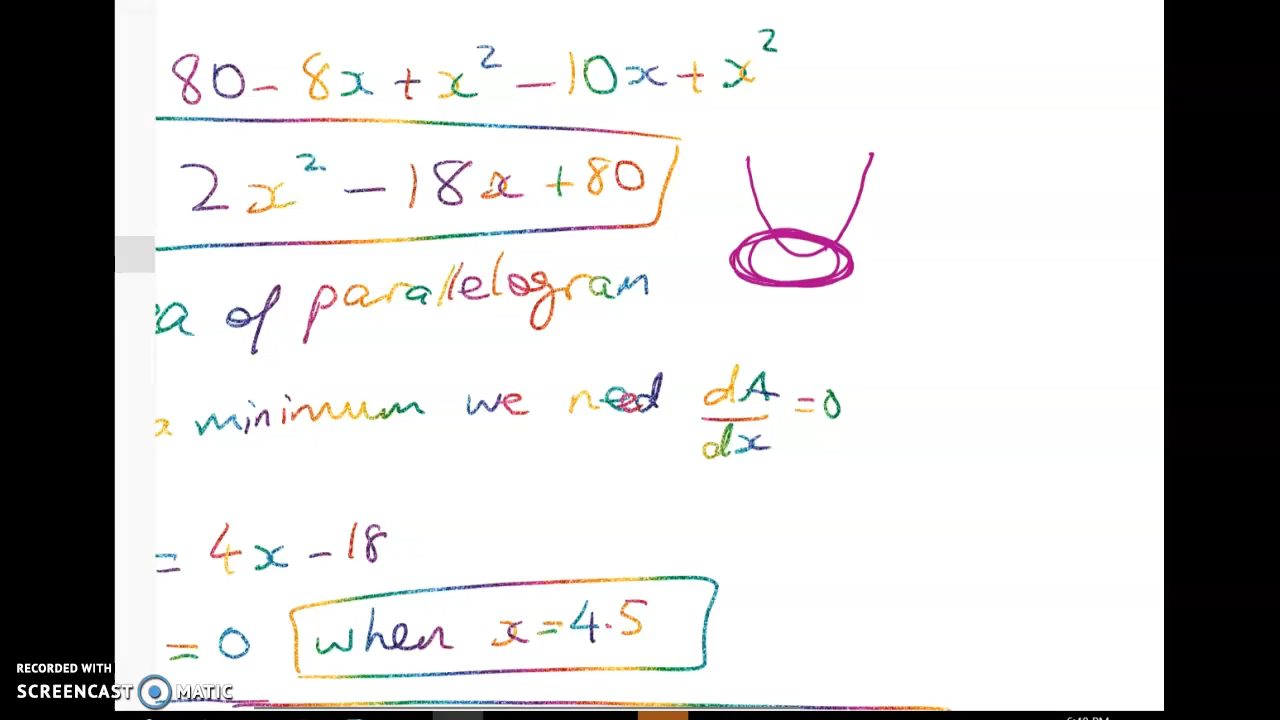 80 - 8x + x² - 10x + x²
2x² - 18x + 80
of parallelogram
minimum we need dA/dx = 0
= 4x - 18
= 0 when x = 4.5
RECORDED WITH
SCREENCAST MATIC